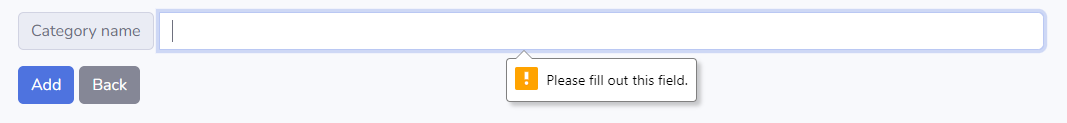 Category name
Please fill out this field.
Add Back